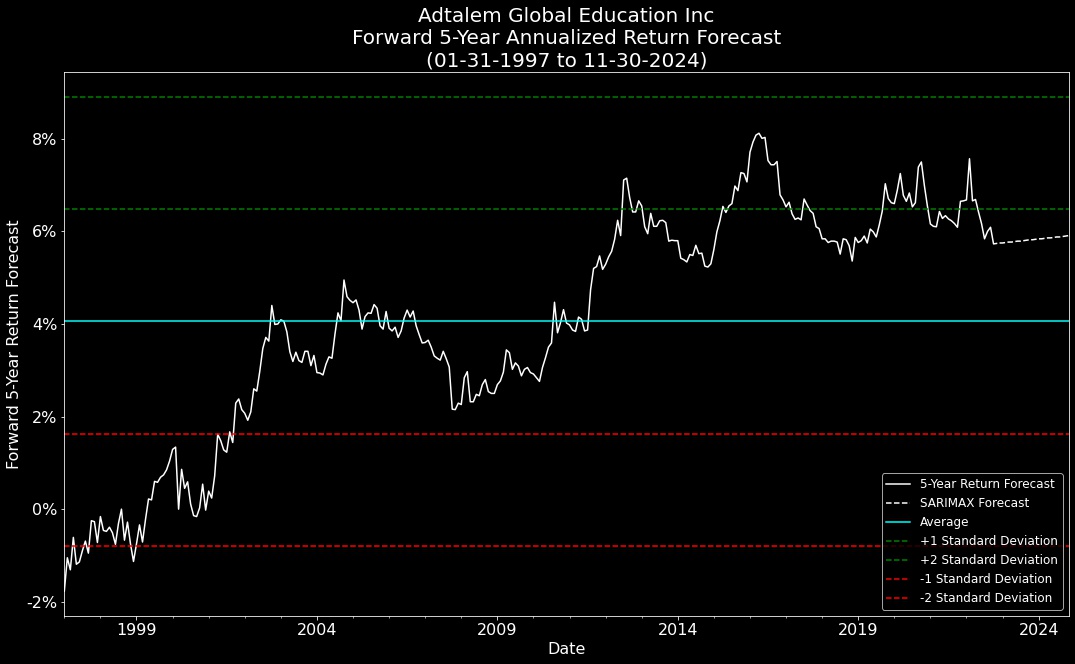 Adtalem Global Education Inc
Forward 5-Year Annualized Return Forecast
(01-31-1997 to 11-30-2024)
Forward 5-Year Return Forecast
8%
6%
4%
2%
0%
-2%
5-Year Return Forecast
SARIMAX Forecast
Average
+1 Standard Deviation
+2 Standard Deviation
-1 Standard Deviation
-2 Standard Deviation
1999 2004 2009 2014 2019 2024
Date